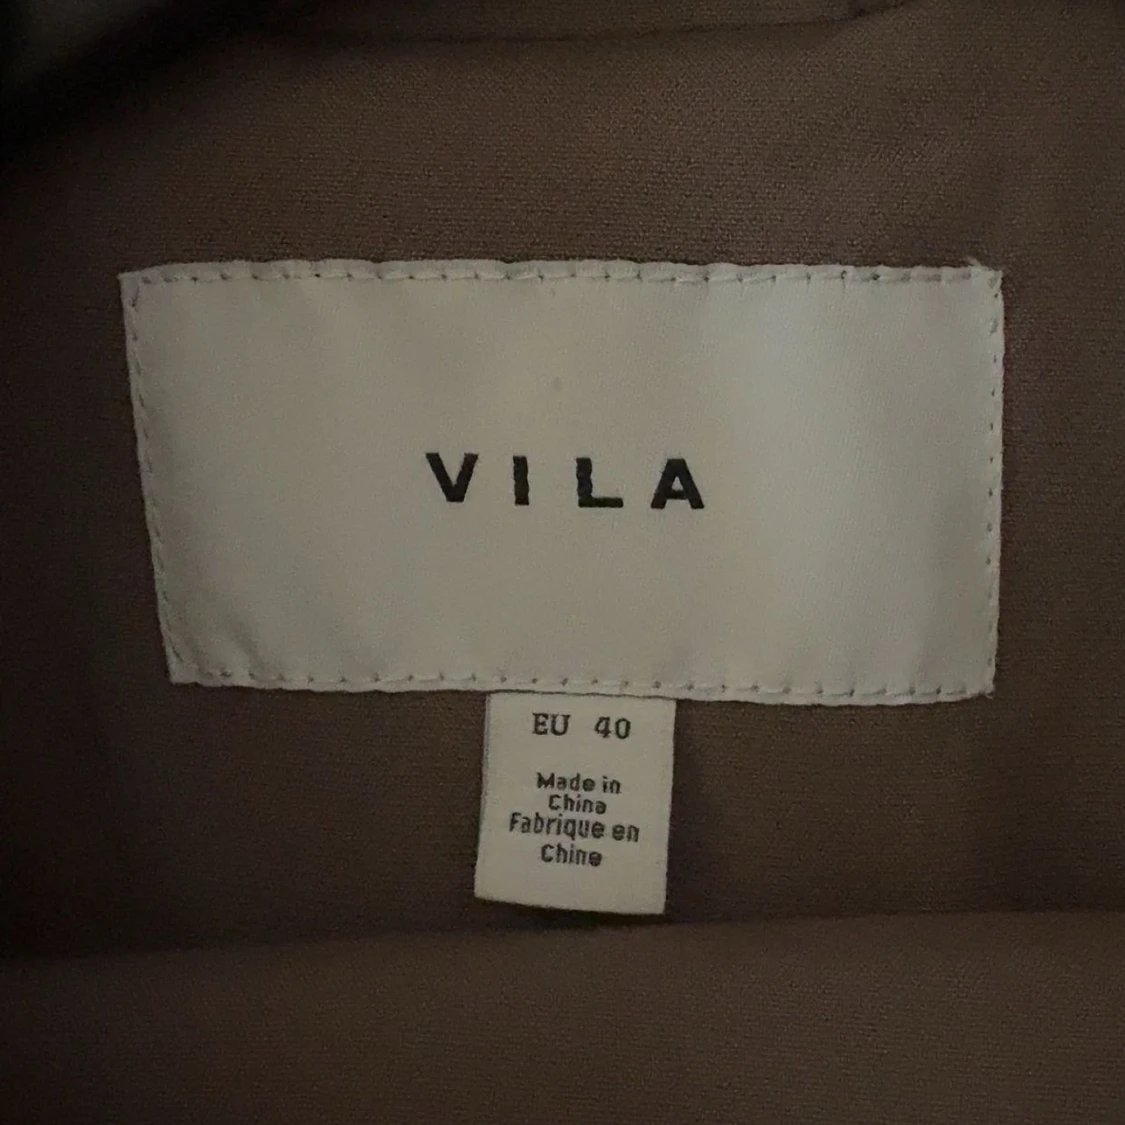 VILA
EU 40
Made in
China
Fabrique en
Chine